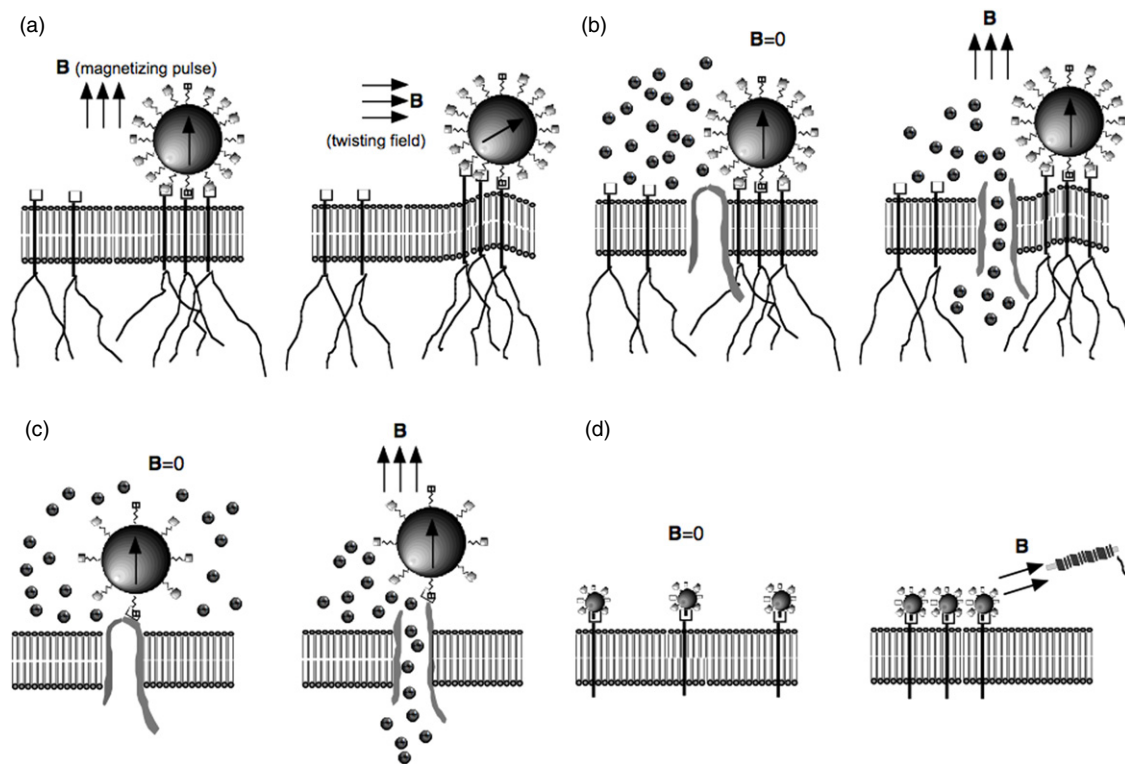 (a)
B (magnetizing pulse)
B
(twisting field)
(b)
B=0
B
(c)
B=0
B
(d)
B=0
B